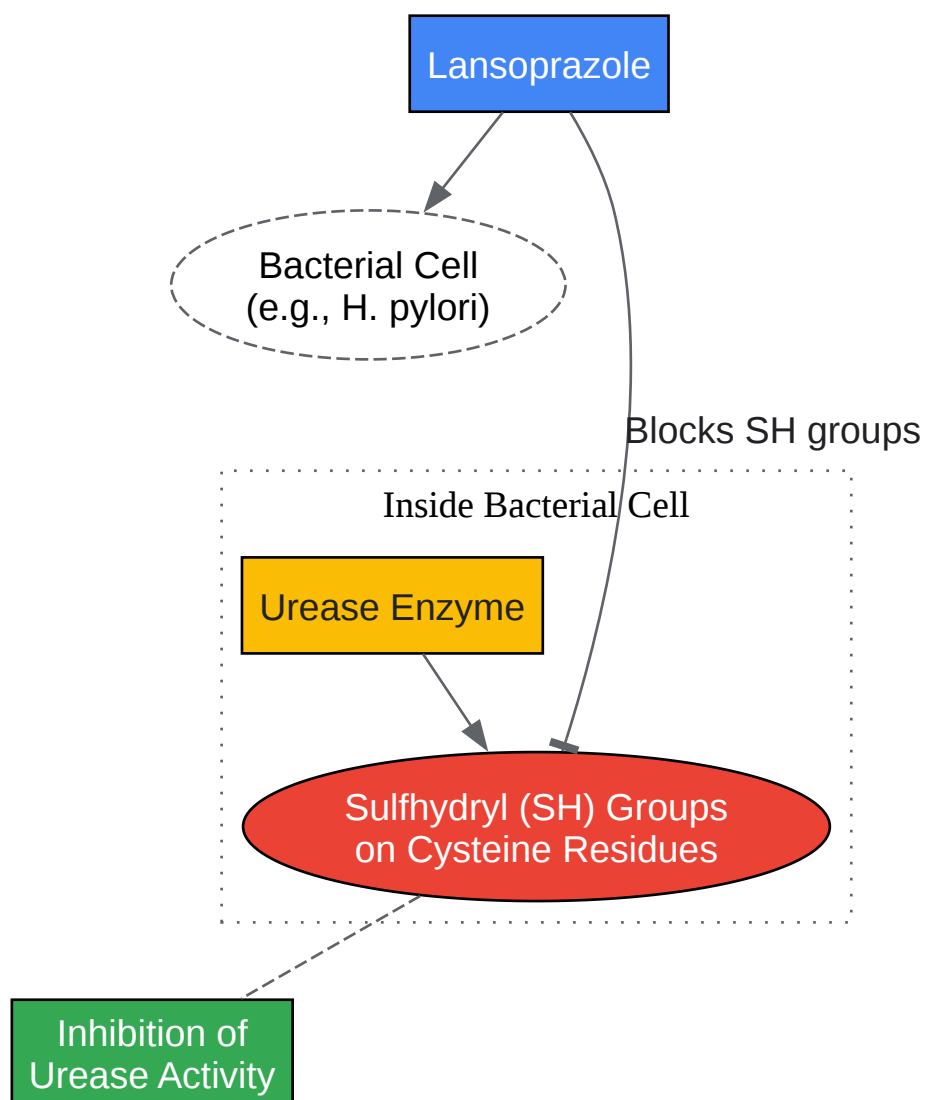 Lansoprazole
Bacterial Cell
(e.g., H. pylori)
Blocks SH groups
Inside Bacterial Cell
Urease Enzyme
Sulfhydryl (SH) Groups
on Cysteine Residues
Inhibition of
Urease Activity